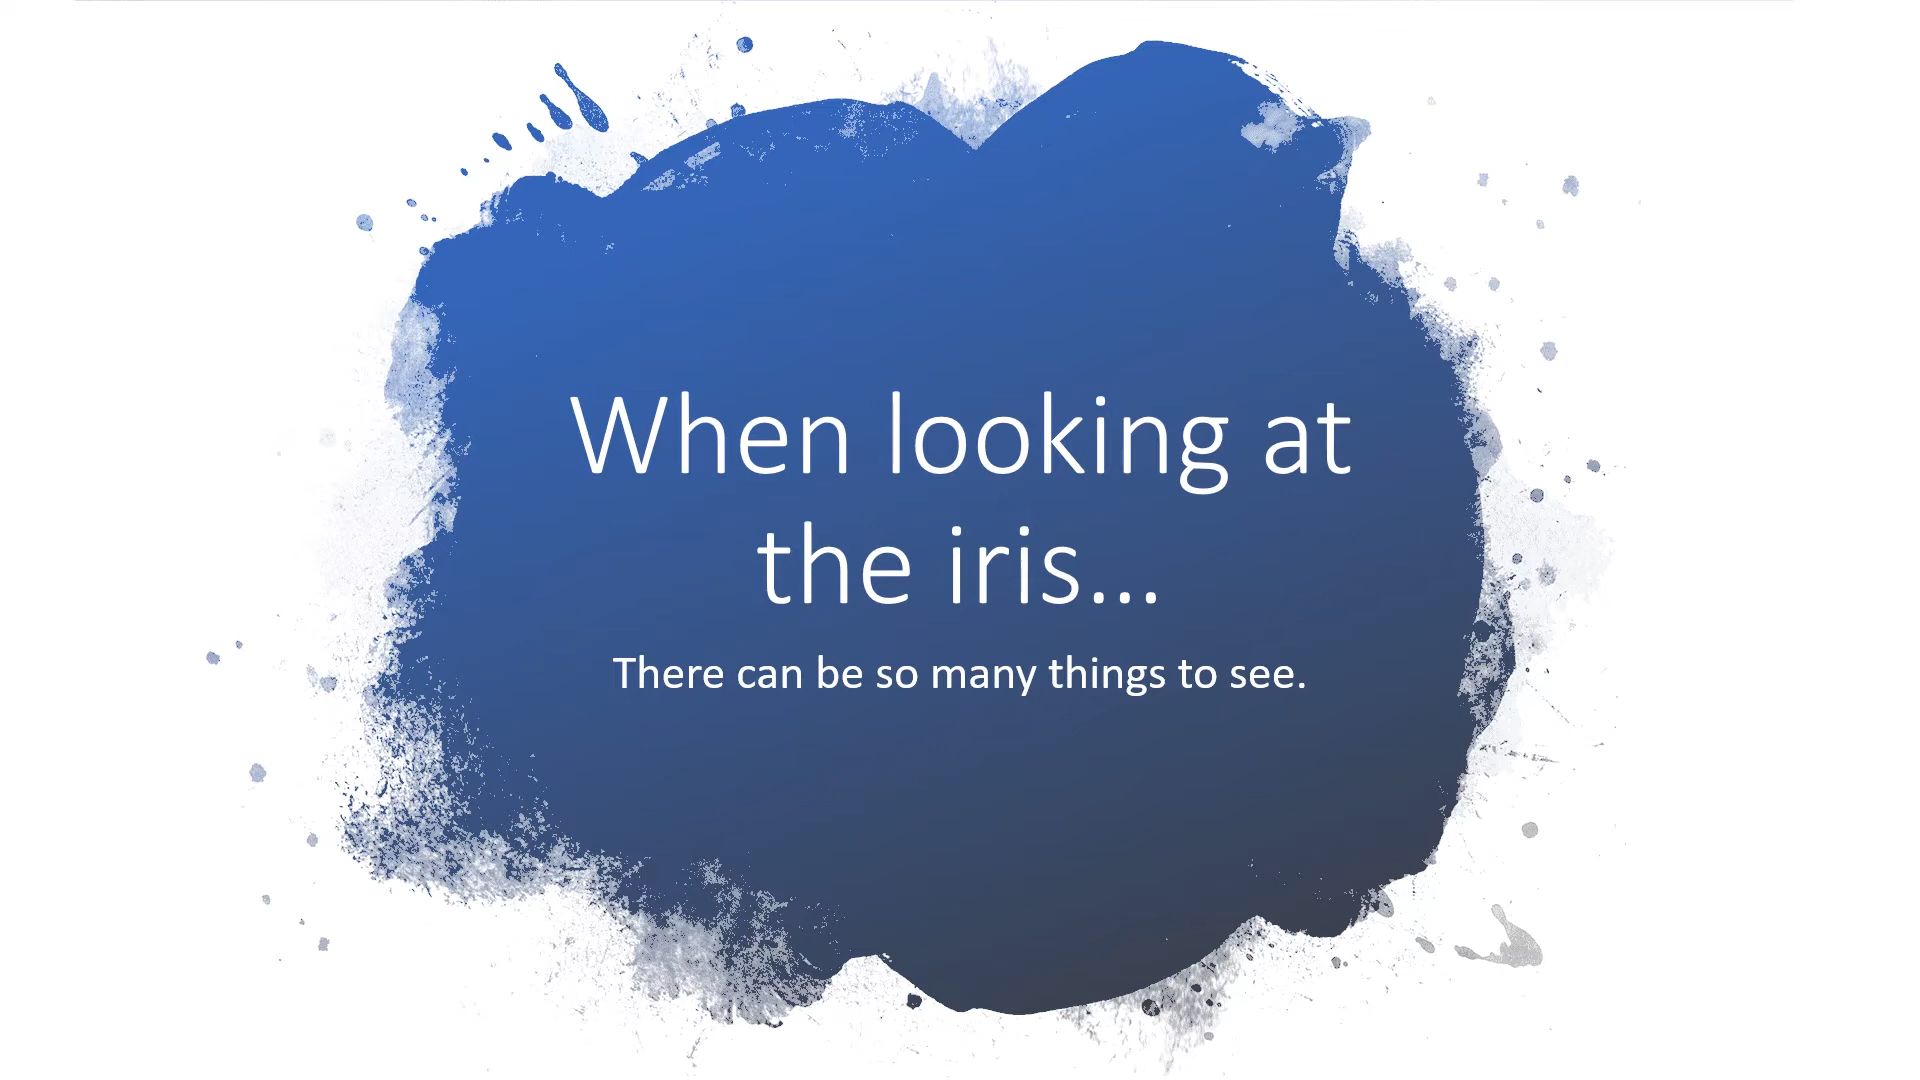 When looking at
the iris...
There can be so many things to see.